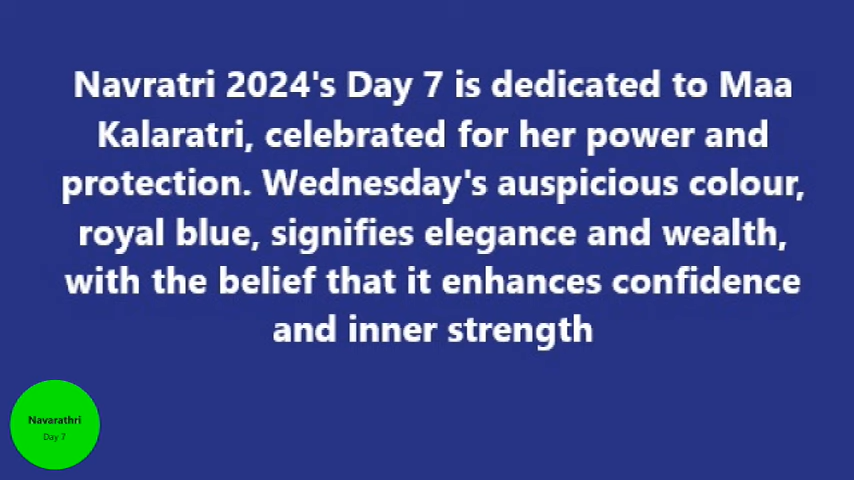 Navratri 2024's Day 7 is dedicated to Maa
Kalaratri, celebrated for her power and
protection. Wednesday's auspicious colour,
royal blue, signifies elegance and wealth,
with the belief that it enhances confidence
and inner strength
Navarathri
Day 7